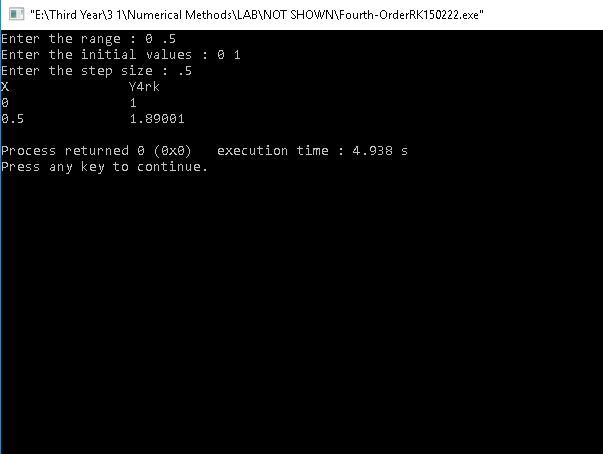 "E:\Third Year\3 1\Numerical Methods\LAB\NOT SHOWN\Fourth-OrderRK150222.exe"
Enter the range : 0 .5
Enter the initial values : 0 1
Enter the step size : .5
X Y4rk
0 1
0.5 1.89001
Process returned 0 (0x0) execution time : 4.938 s
Press any key to continue.